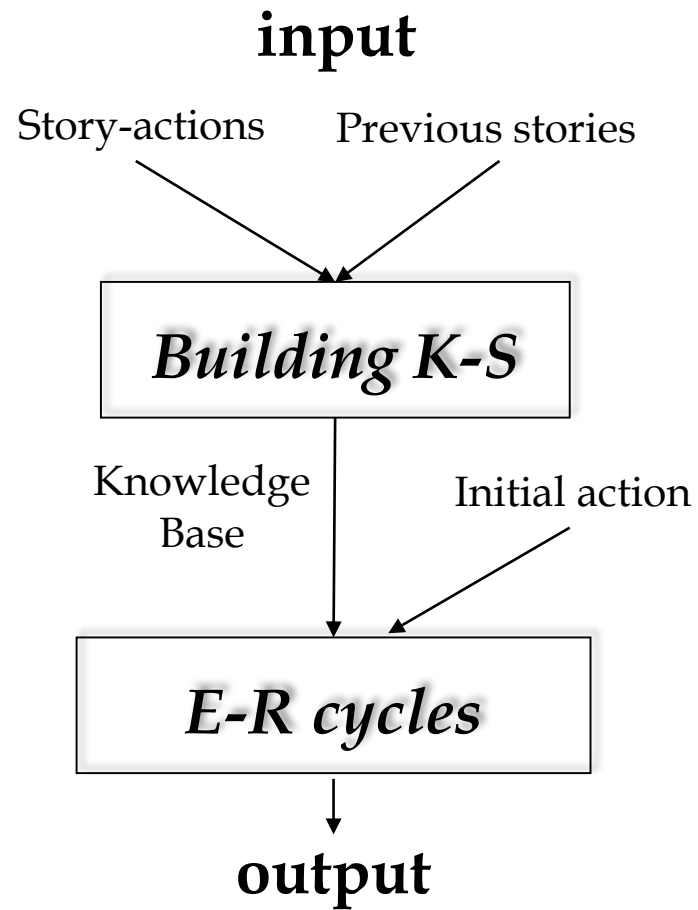 input
Story-actions
Previous stories
Building K-S
Knowledge
Base
Initial action
E-R cycles
output